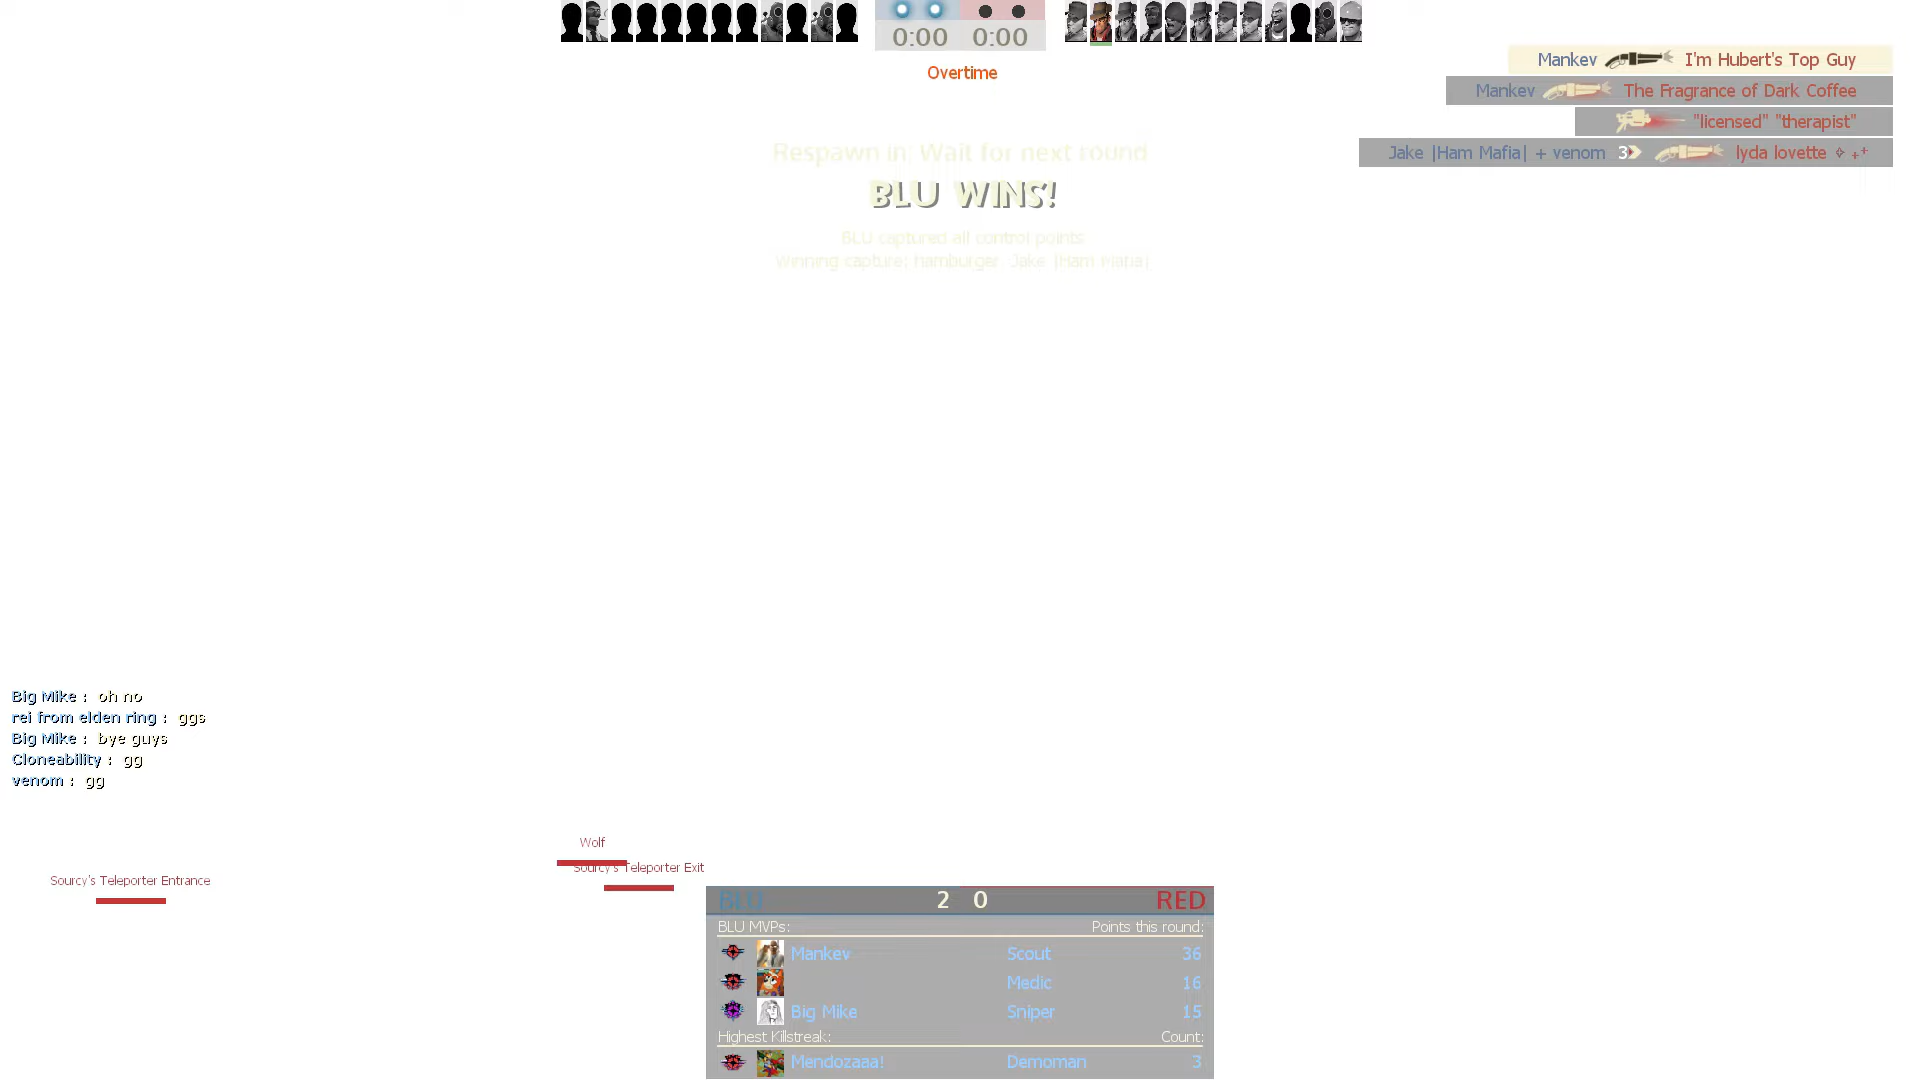 0:00 0:00
Overtime
Mankev I'm Hubert's Top Guy
Mankev The Fragrance of Dark Coffee
"licensed" "therapist"
Jake |Ham Mafia| + venom 3 lyda lovette ✧ ₊⁺
Respawn in: Wait for next round
BLU WINS!
BLU captured all control points
Winning capture: hamburger, Jake |Ham Mafia|
Big Mike : oh no
rei from elden ring : ggs
Big Mike : bye guys
Cloneability : gg
venom : gg
Wolf
Sourcy's Teleporter Exit
Sourcy's Teleporter Entrance
BLU 2 0 RED
BLU MVPs: Points this round:
Mankev Scout 36
Medic 16
Big Mike Sniper 15
Highest Killstreak: Count:
Mendozaaa! Demoman 3